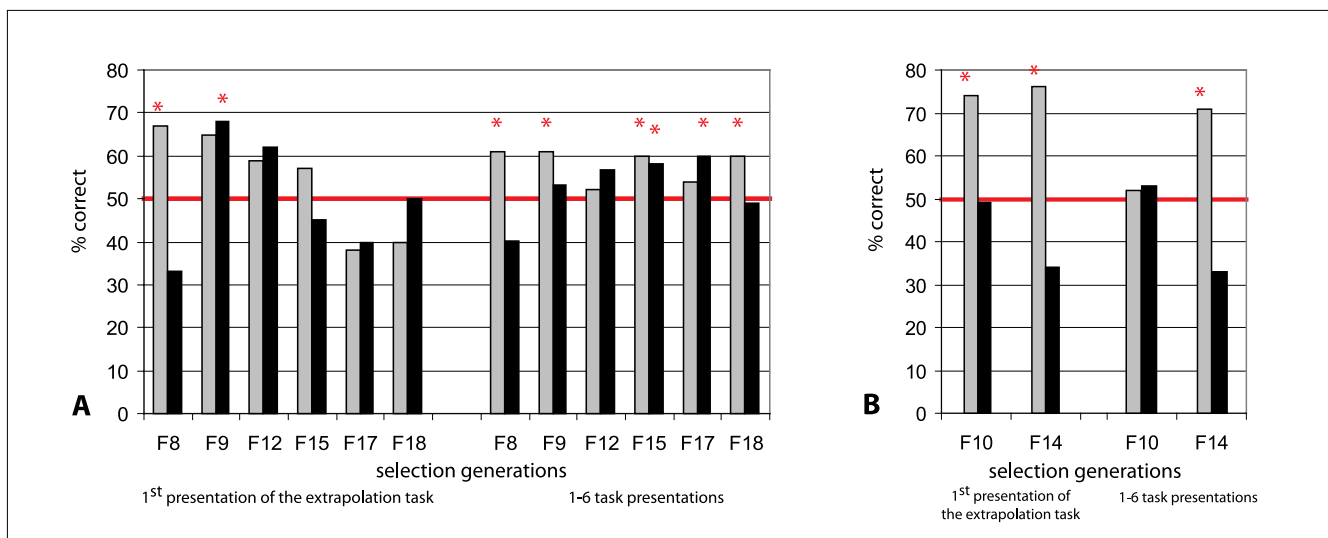 80
70
60
50
40
30
20
10
0
% correct
A
* * * * * * * *
F8 F9 F12 F15 F17 F18 F8 F9 F12 F15 F17 F18
selection generations
1st presentation of the extrapolation task 1-6 task presentations
80
70
60
50
40
30
20
10
0
% correct
B
* * *
F10 F14 F10 F14
selection generations
1st presentation of
the extrapolation task 1-6 task presentations